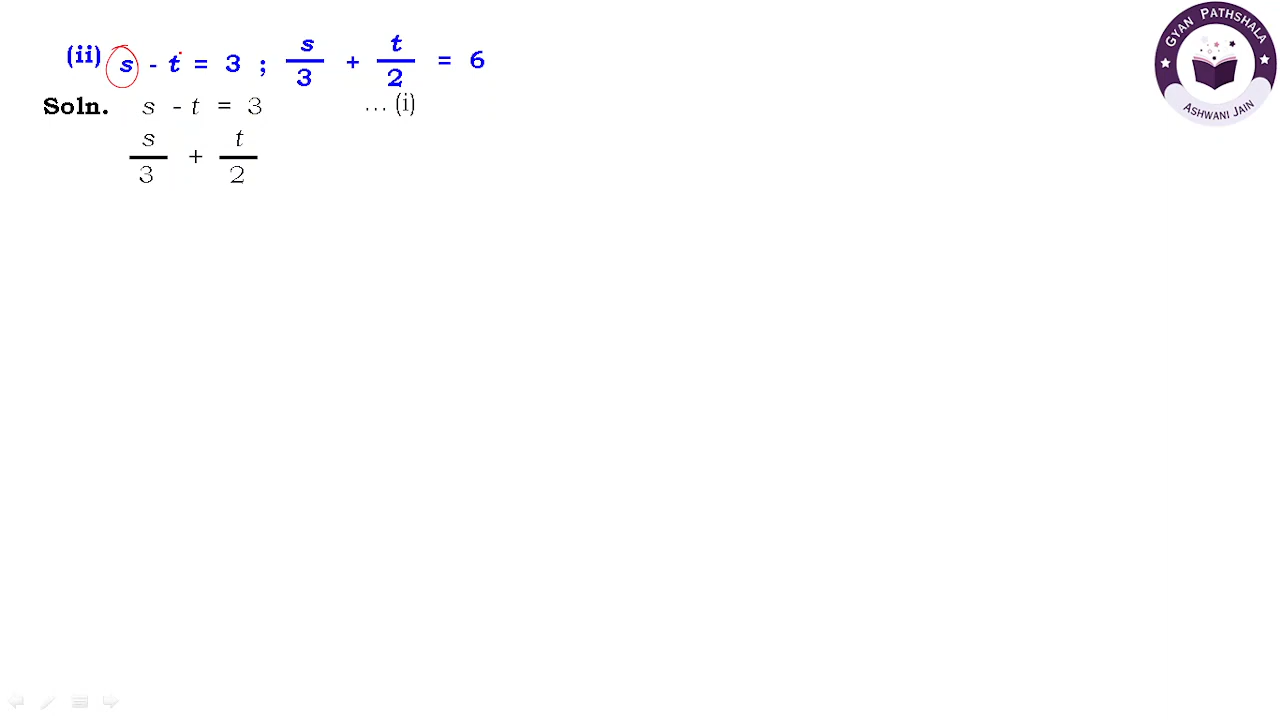 (ii) s - t = 3 ; s/3 + t/2 = 6
Soln. s - t = 3 ... (i)
s/3 + t/2
GYAN PATHSHALA
ASHWANI JAIN